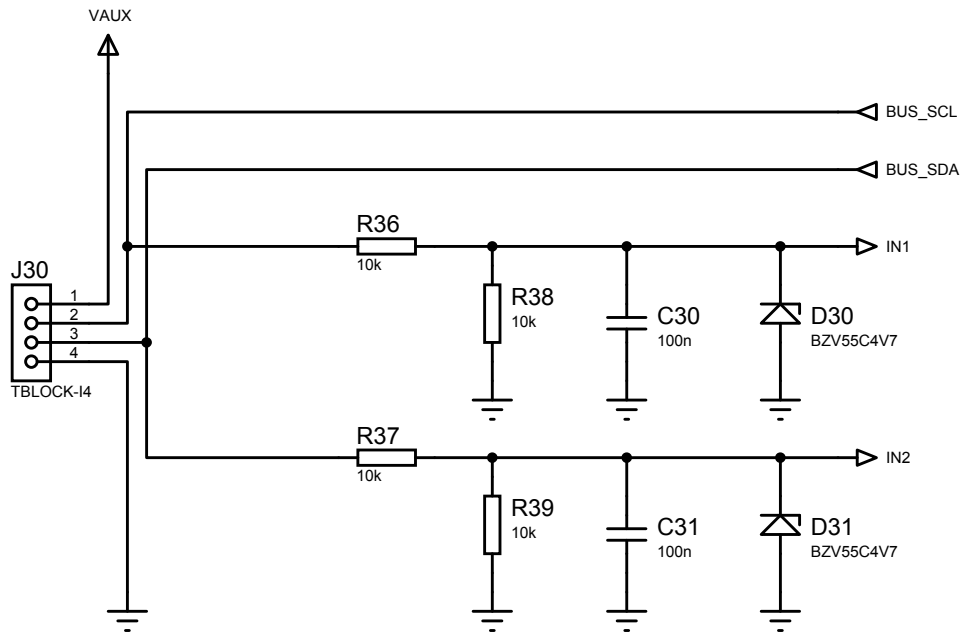 VAUX
BUS_SCL
BUS_SDA
R36
10k
IN1
J30
1
2
3
4
TBLOCK-I4
R38
10k
C30
100n
D30
BZV55C4V7
R37
10k
IN2
R39
10k
C31
100n
D31
BZV55C4V7